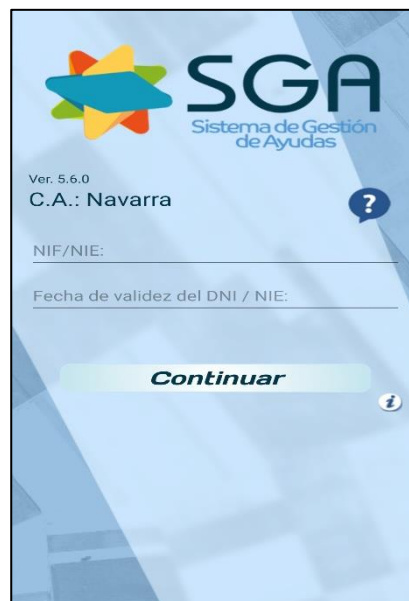 SGA
Sistema de Gestión
de Ayudas
Ver. 5.6.0
C.A.: Navarra
?
NIF/NIE:
Fecha de validez del DNI / NIE:
Continuar
i